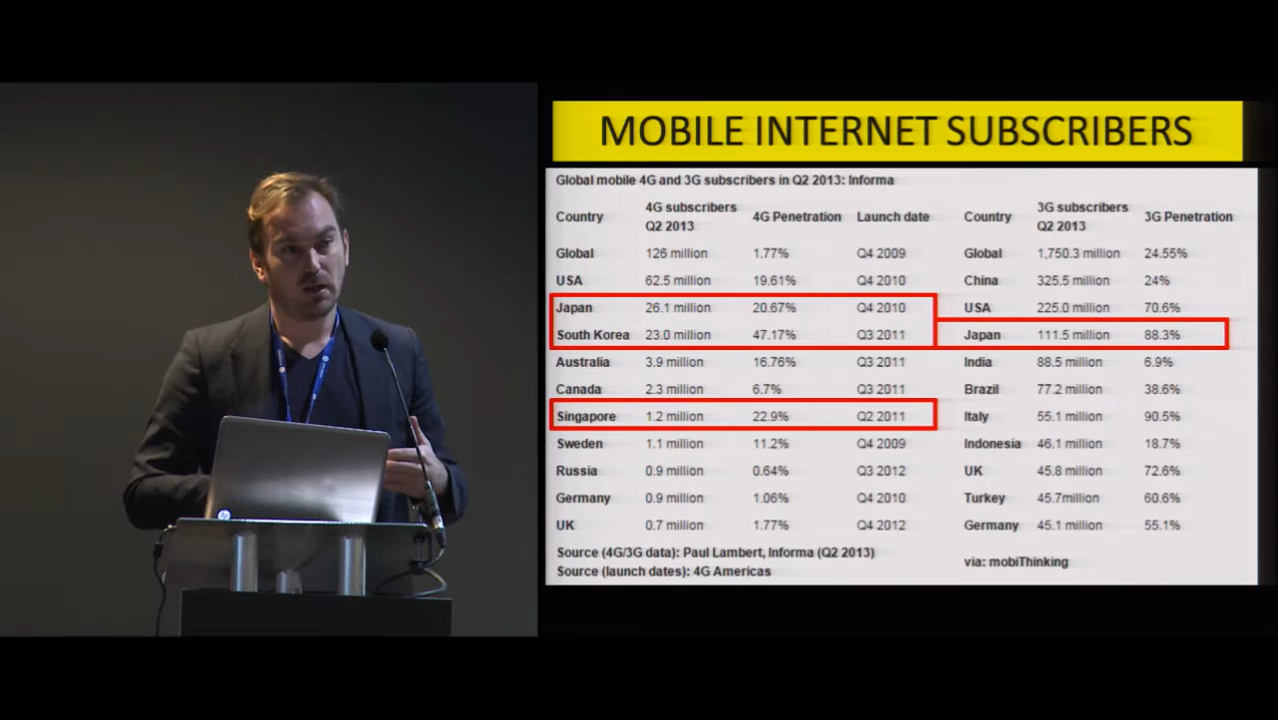 MOBILE INTERNET SUBSCRIBERS
Global mobile 4G and 3G subscribers in Q2 2013: Informa
Country 4G subscribers Q2 2013 4G Penetration Launch date Country 3G subscribers Q2 2013 3G Penetration
Global 126 million 1.77% Q4 2009 Global 1,750.3 million 24.55%
USA 62.5 million 19.61% Q4 2010 China 325.5 million 24%
Japan 26.1 million 20.67% Q4 2010 USA 225.0 million 70.6%
South Korea 23.0 million 47.17% Q3 2011 Japan 111.5 million 88.3%
Australia 3.9 million 16.76% Q3 2011 India 88.5 million 6.9%
Canada 2.3 million 6.7% Q3 2011 Brazil 77.2 million 38.6%
Singapore 1.2 million 22.9% Q2 2011 Italy 55.1 million 90.5%
Sweden 1.1 million 11.2% Q4 2009 Indonesia 46.1 million 18.7%
Russia 0.9 million 0.64% Q3 2012 UK 45.8 million 72.6%
Germany 0.9 million 1.06% Q4 2010 Turkey 45.7million 60.6%
UK 0.7 million 1.77% Q4 2012 Germany 45.1 million 55.1%
Source (4G/3G data): Paul Lambert, Informa (Q2 2013)
Source (launch dates): 4G Americas
via: mobiThinking
hp